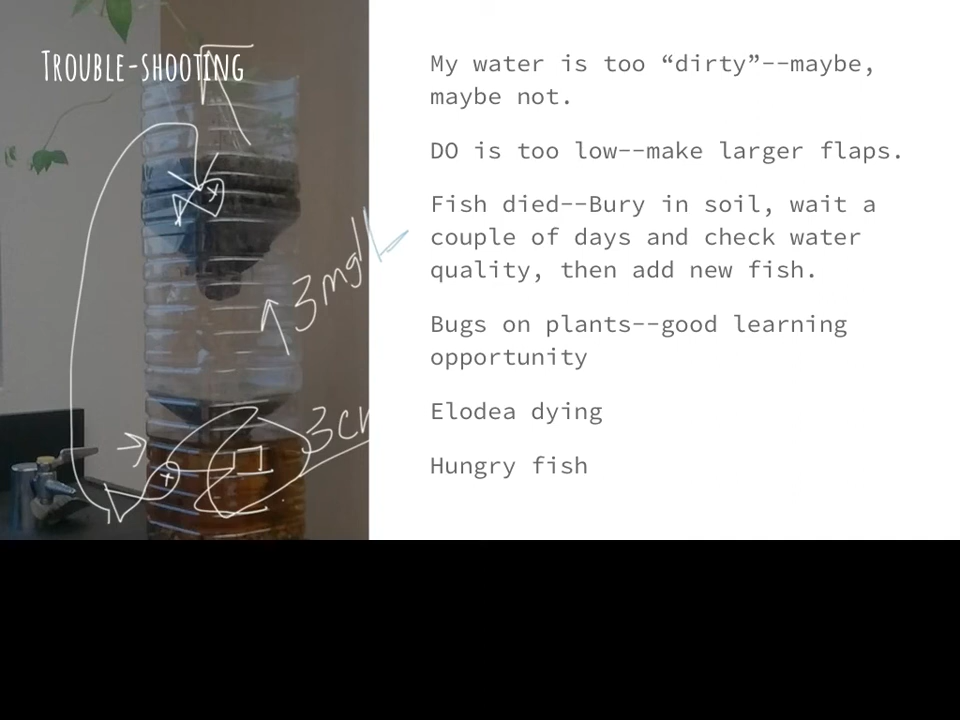 TROUBLE-SHOOTING
My water is too “dirty”--maybe,
maybe not.
DO is too low--make larger flaps.
Fish died--Bury in soil, wait a
couple of days and check water
quality, then add new fish.
Bugs on plants--good learning
opportunity
Elodea dying
Hungry fish
3mg/
3c